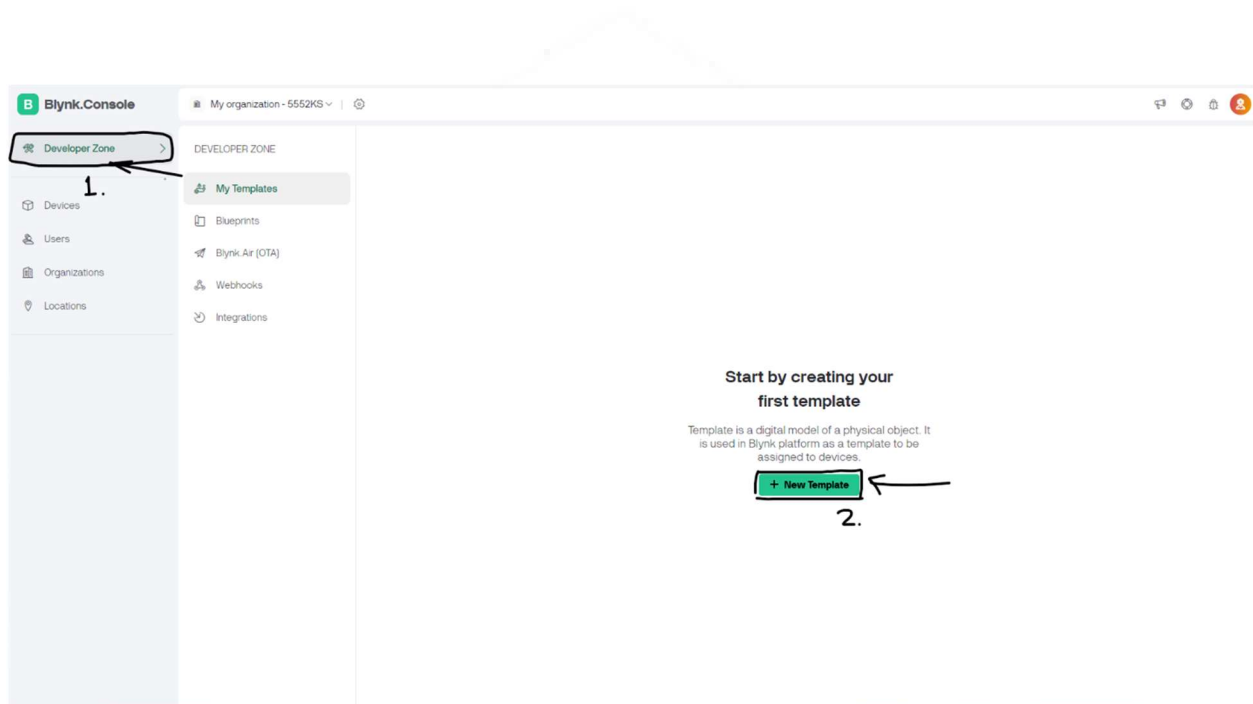 Blynk.Console
My organization - 5552KS
Developer Zone
1.
Devices
Users
Organizations
Locations
DEVELOPER ZONE
My Templates
Blueprints
Blynk.Air (OTA)
Webhooks
Integrations
Start by creating your
first template
Template is a digital model of a physical object. It
is used in Blynk platform as a template to be
assigned to devices.
+ New Template
2.